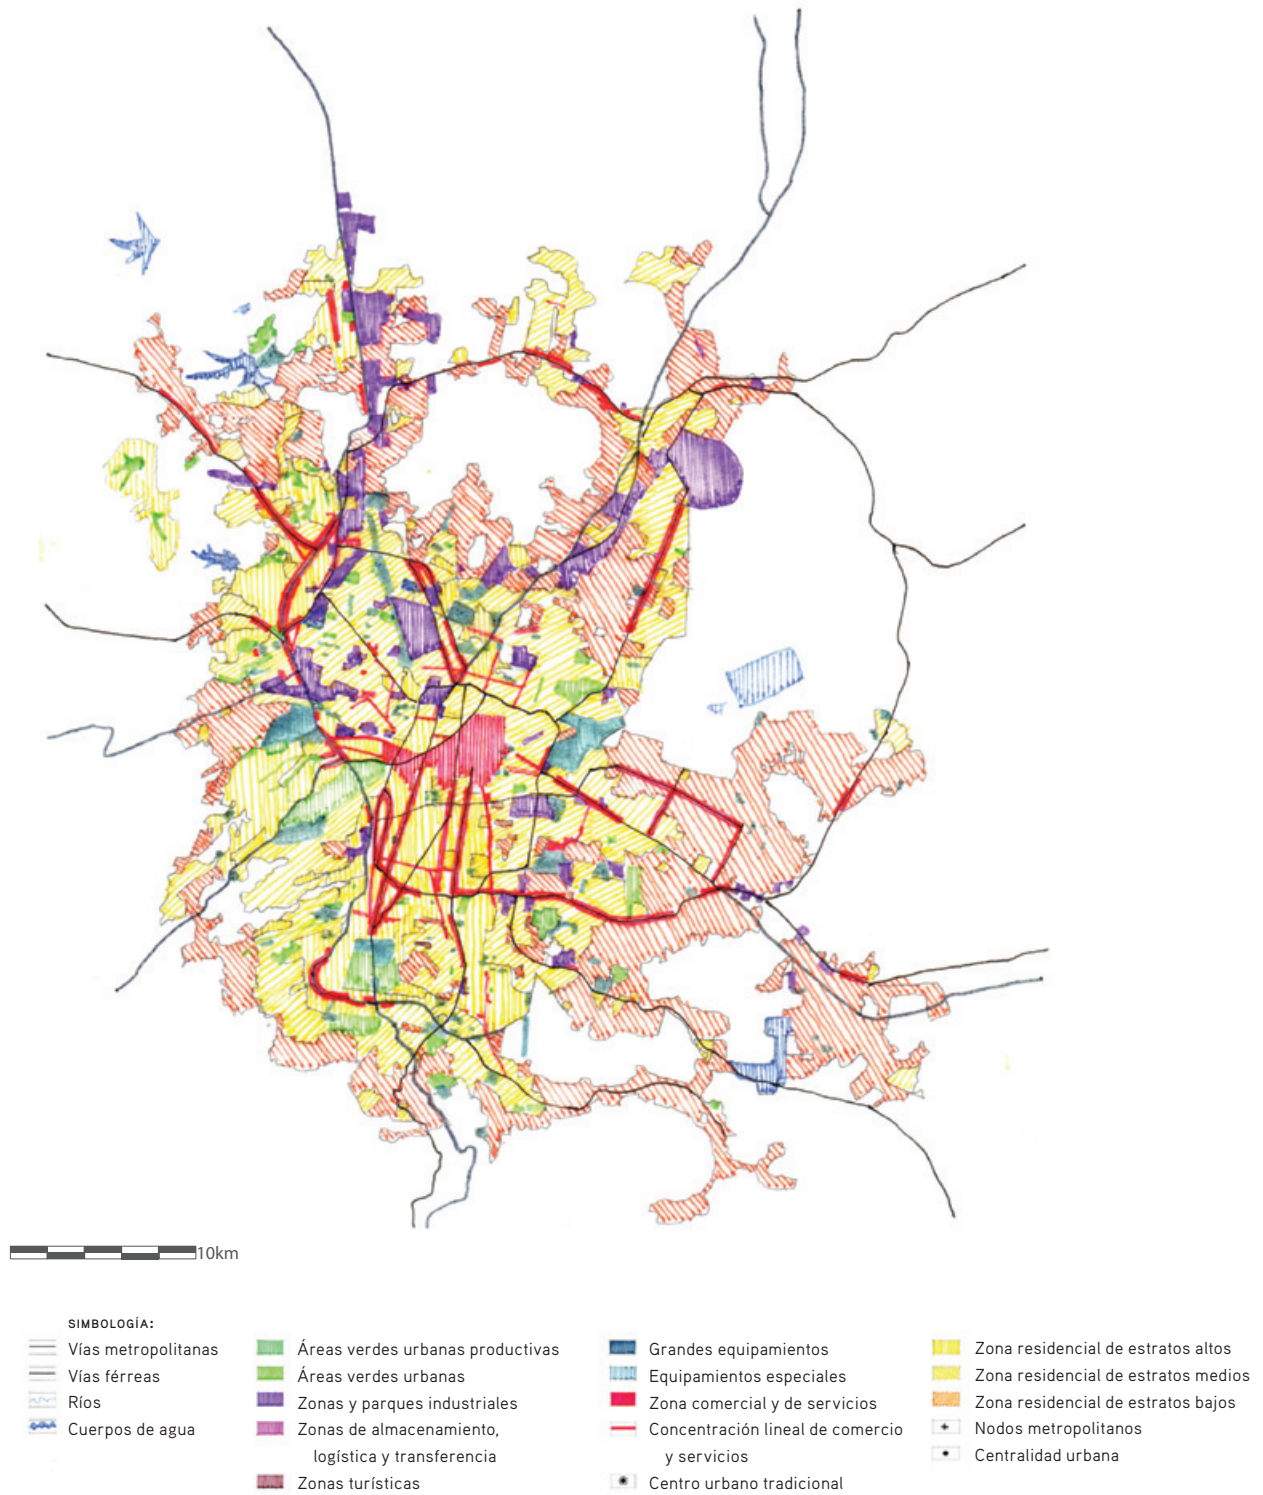 10km
SIMBOLOGÍA:
Vías metropolitanas
Vías férreas
Ríos
Cuerpos de agua
Áreas verdes urbanas productivas
Áreas verdes urbanas
Zonas y parques industriales
Zonas de almacenamiento,
logística y transferencia
Zonas turísticas
Grandes equipamientos
Equipamientos especiales
Zona comercial y de servicios
Concentración lineal de comercio
y servicios
Centro urbano tradicional
Zona residencial de estratos altos
Zona residencial de estratos medios
Zona residencial de estratos bajos
Nodos metropolitanos
Centralidad urbana